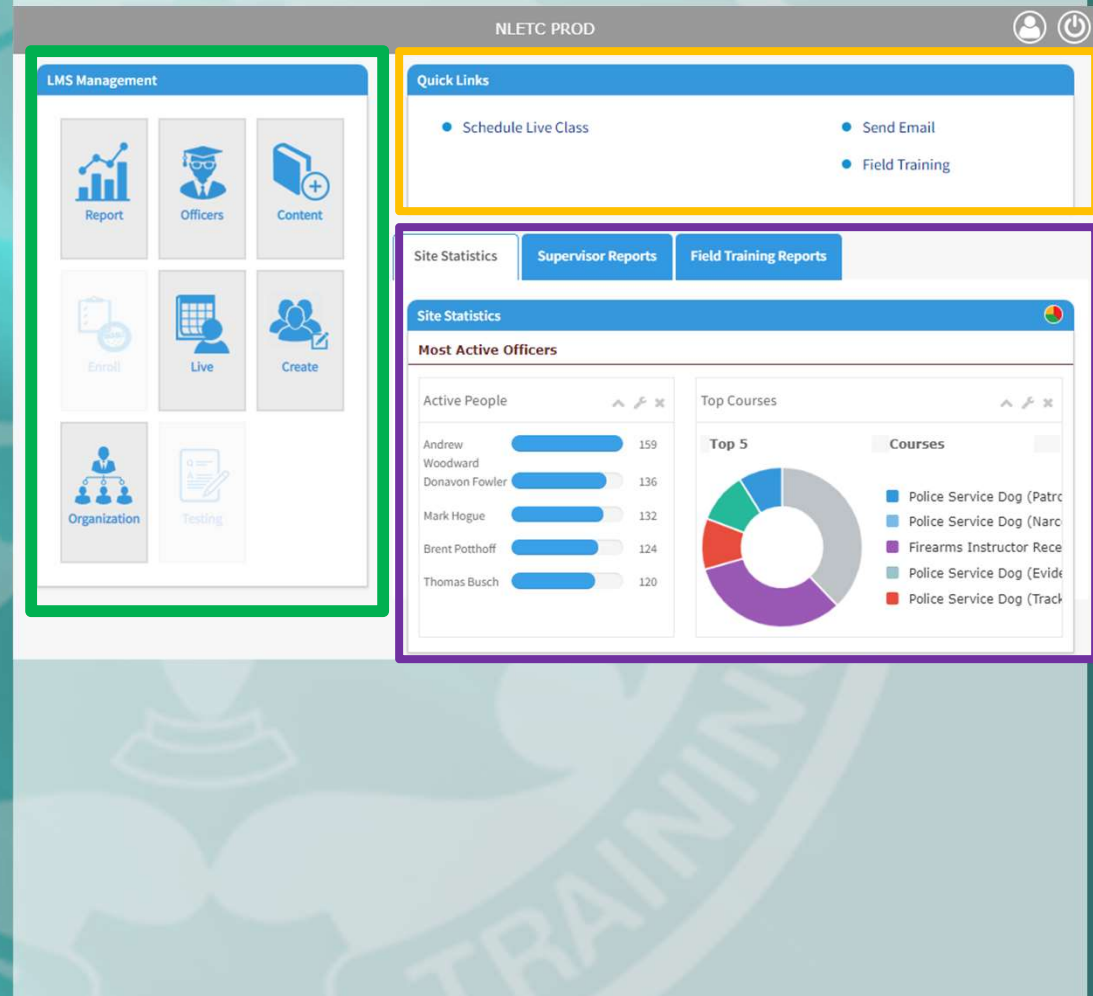 NLETC PROD
LMS Management
Report
Officers
Content
Enroll
Live
Create
Organization
Testing
Quick Links
Schedule Live Class
Send Email
Field Training
Site Statistics
Supervisor Reports
Field Training Reports
Site Statistics
Most Active Officers
Active People
Andrew
Woodward
159
Donavon Fowler
136
Mark Hogue
132
Brent Potthoff
124
Thomas Busch
120
Top Courses
Top 5
Courses
Police Service Dog (Patro
Police Service Dog (Narc
Firearms Instructor Rece
Police Service Dog (Evide
Police Service Dog (Track
TRAINING